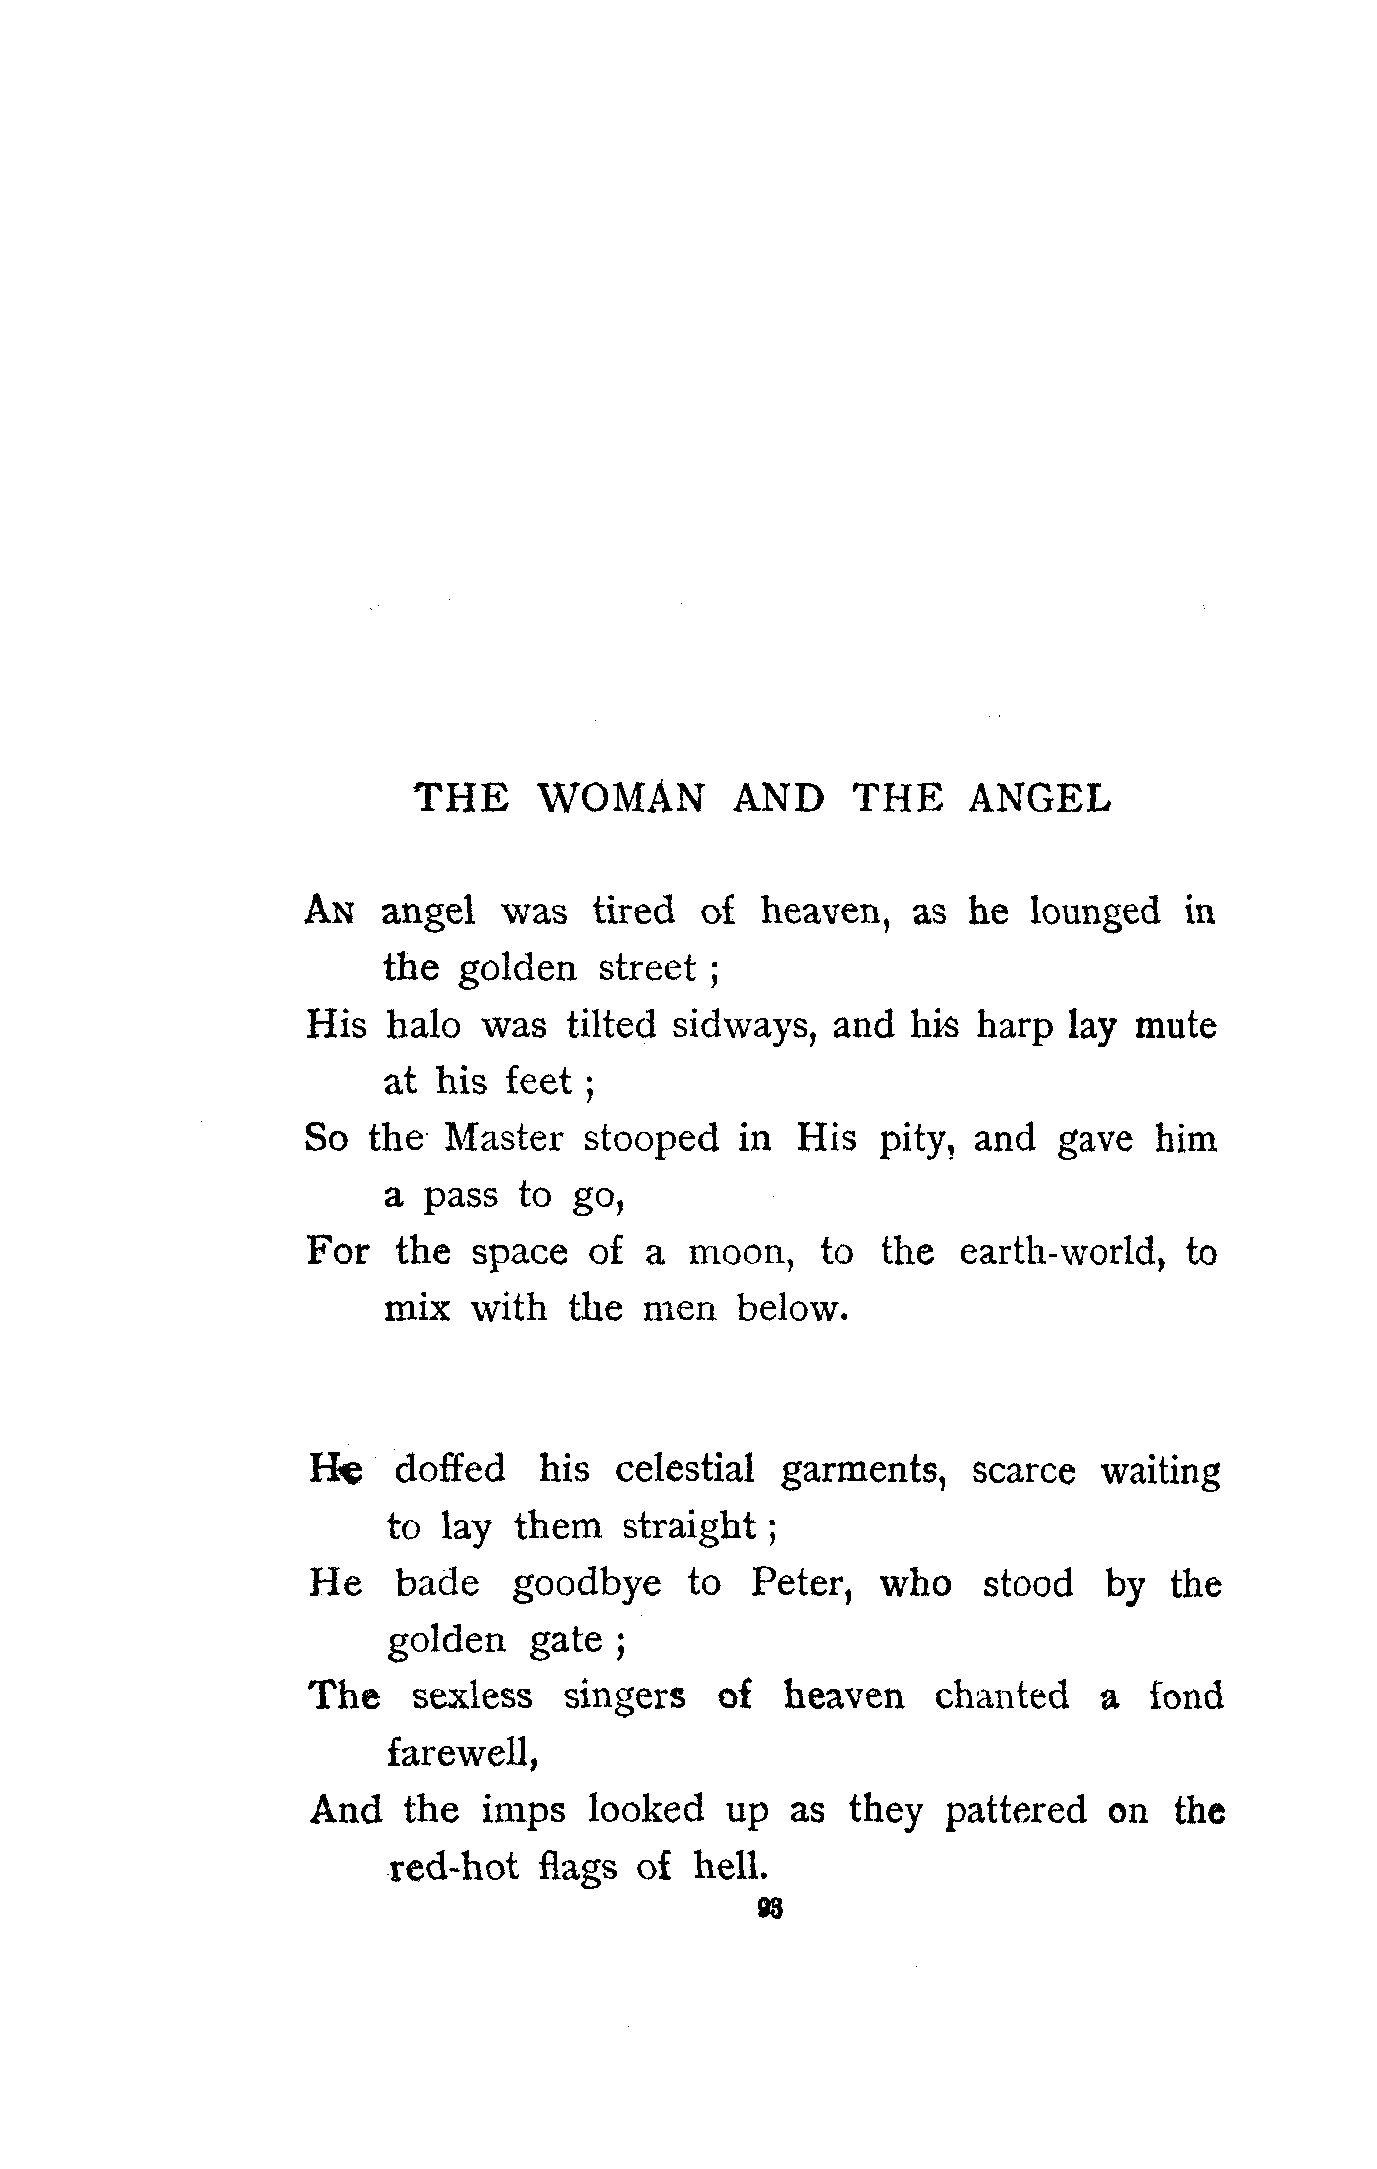 THE WOMAN AND THE ANGEL
AN angel was tired of heaven, as he lounged in
the golden street ;
His halo was tilted sidways, and his harp lay mute
at his feet ;
So the Master stooped in His pity, and gave him
a pass to go,
For the space of a moon, to the earth-world, to
mix with the men below.
He doffed his celestial garments, scarce waiting
to lay them straight ;
He bade goodbye to Peter, who stood by the
golden gate ;
The sexless singers of heaven chanted a fond
farewell,
And the imps looked up as they pattered on the
red-hot flags of hell.
93